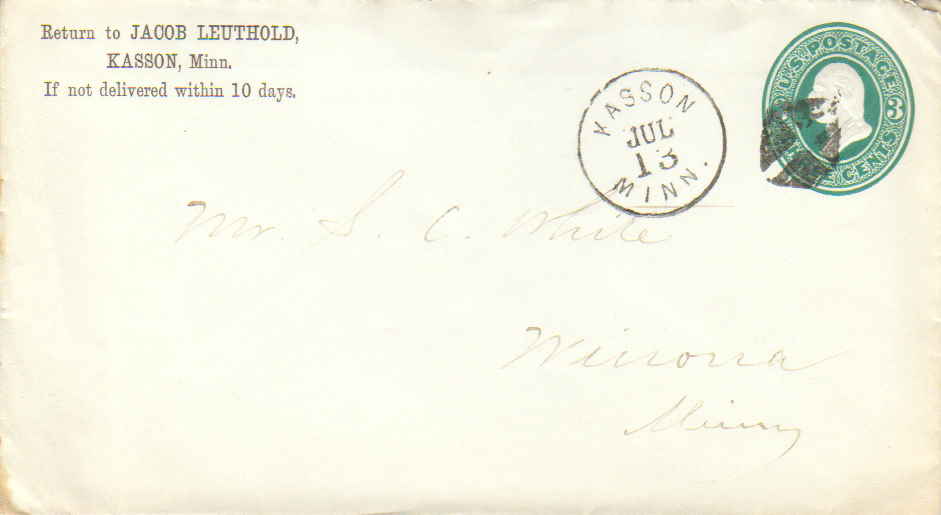 Return to JACOB LEUTHOLD,
KASSON, Minn.
If not delivered within 10 days.
KASSON
JUL
13
MINN.
U.S. POSTAGE
3
CENTS
Mr. S. C. White
Winona
Minn